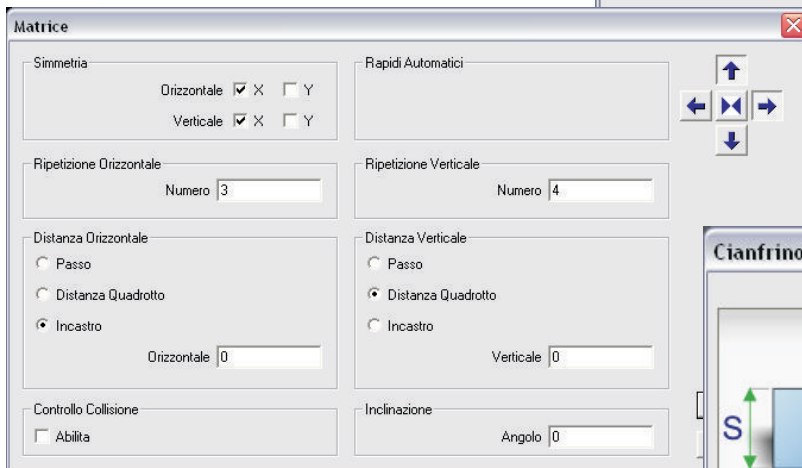 Matrice
Simmetria
Orizzontale X Y
Verticale X Y
Rapidi Automatici
Ripetizione Orizzontale
Numero 3
Ripetizione Verticale
Numero 4
Distanza Orizzontale
Passo
Distanza Quadrotto
Incastro
Orizzontale 0
Distanza Verticale
Passo
Distanza Quadrotto
Incastro
Verticale 0
Controllo Collisione
Abilita
Inclinazione
Angolo 0
Cianfrino
S